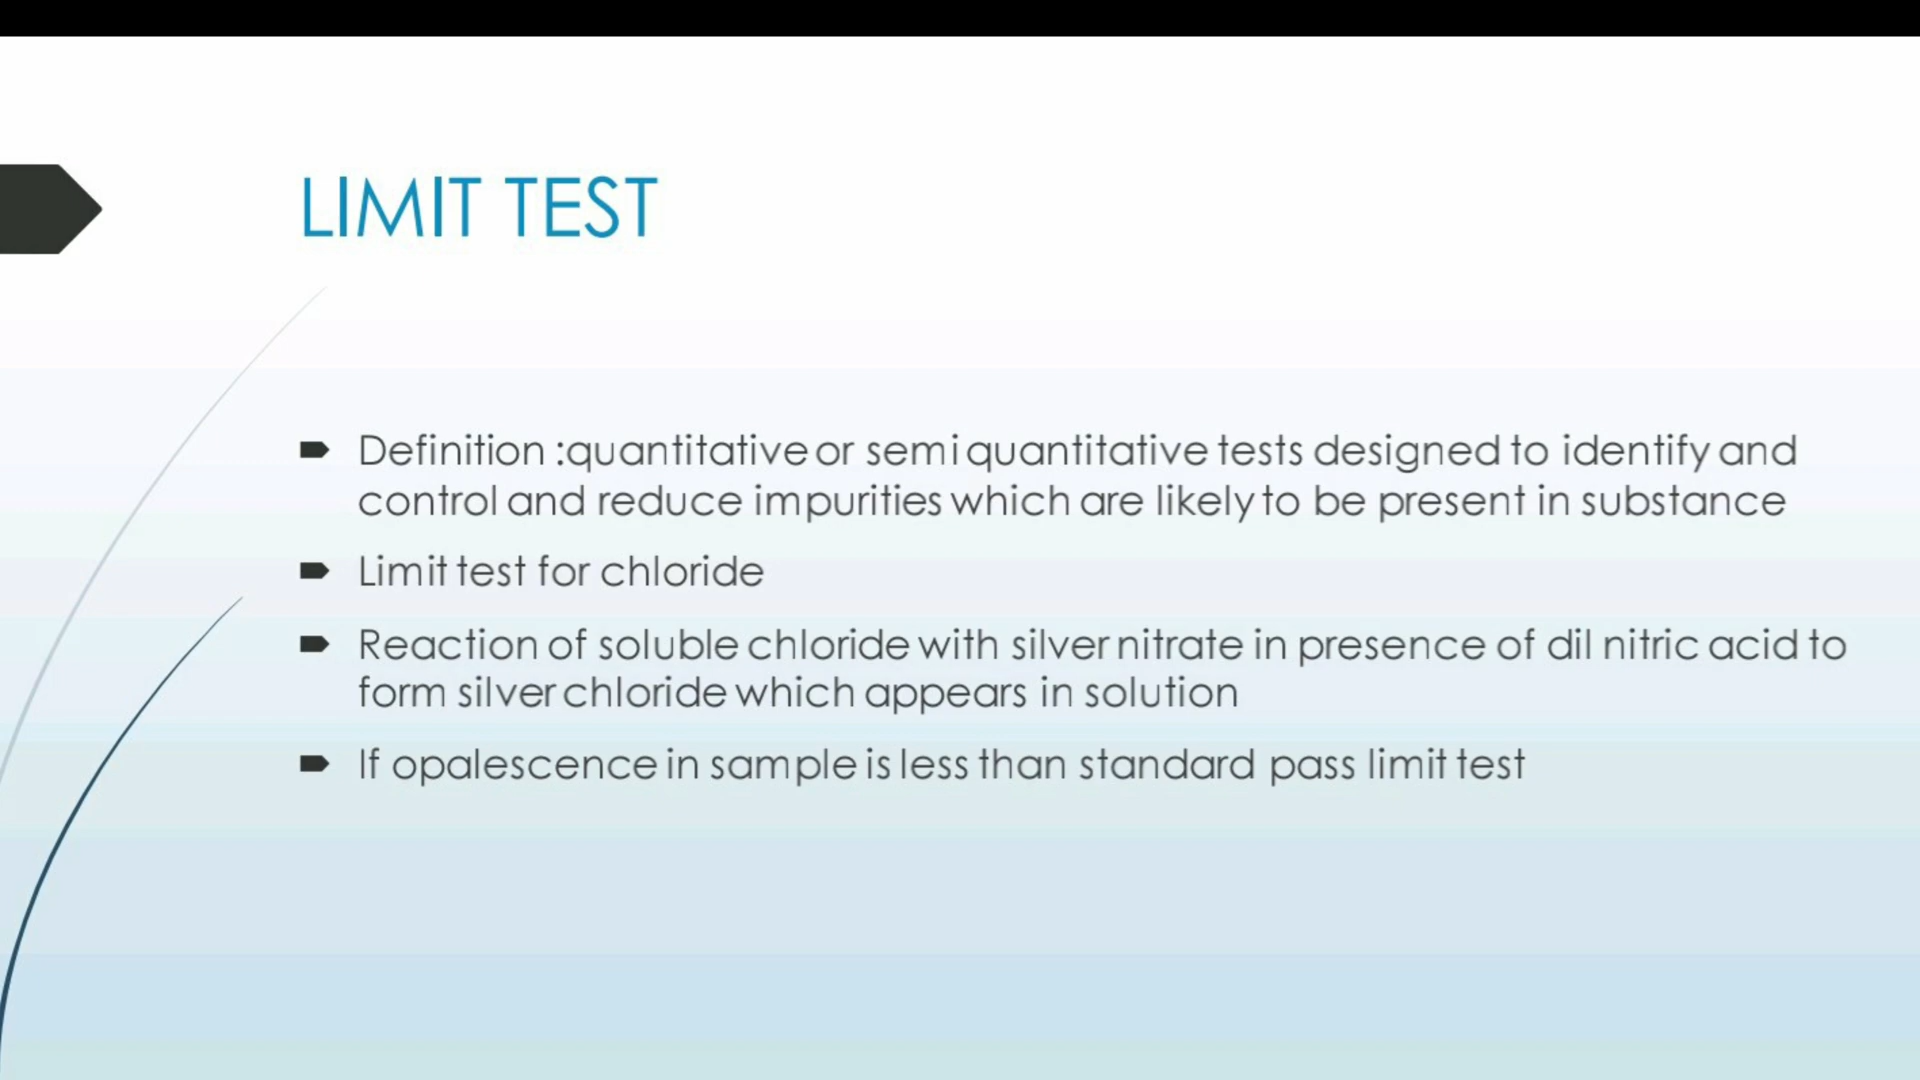 LIMIT TEST
Definition :quantitative or semi quantitative tests designed to identify and
control and reduce impurities which are likely to be present in substance
Limit test for chloride
Reaction of soluble chloride with silver nitrate in presence of dil nitric acid to
form silver chloride which appears in solution
If opalescence in sample is less than standard pass limit test